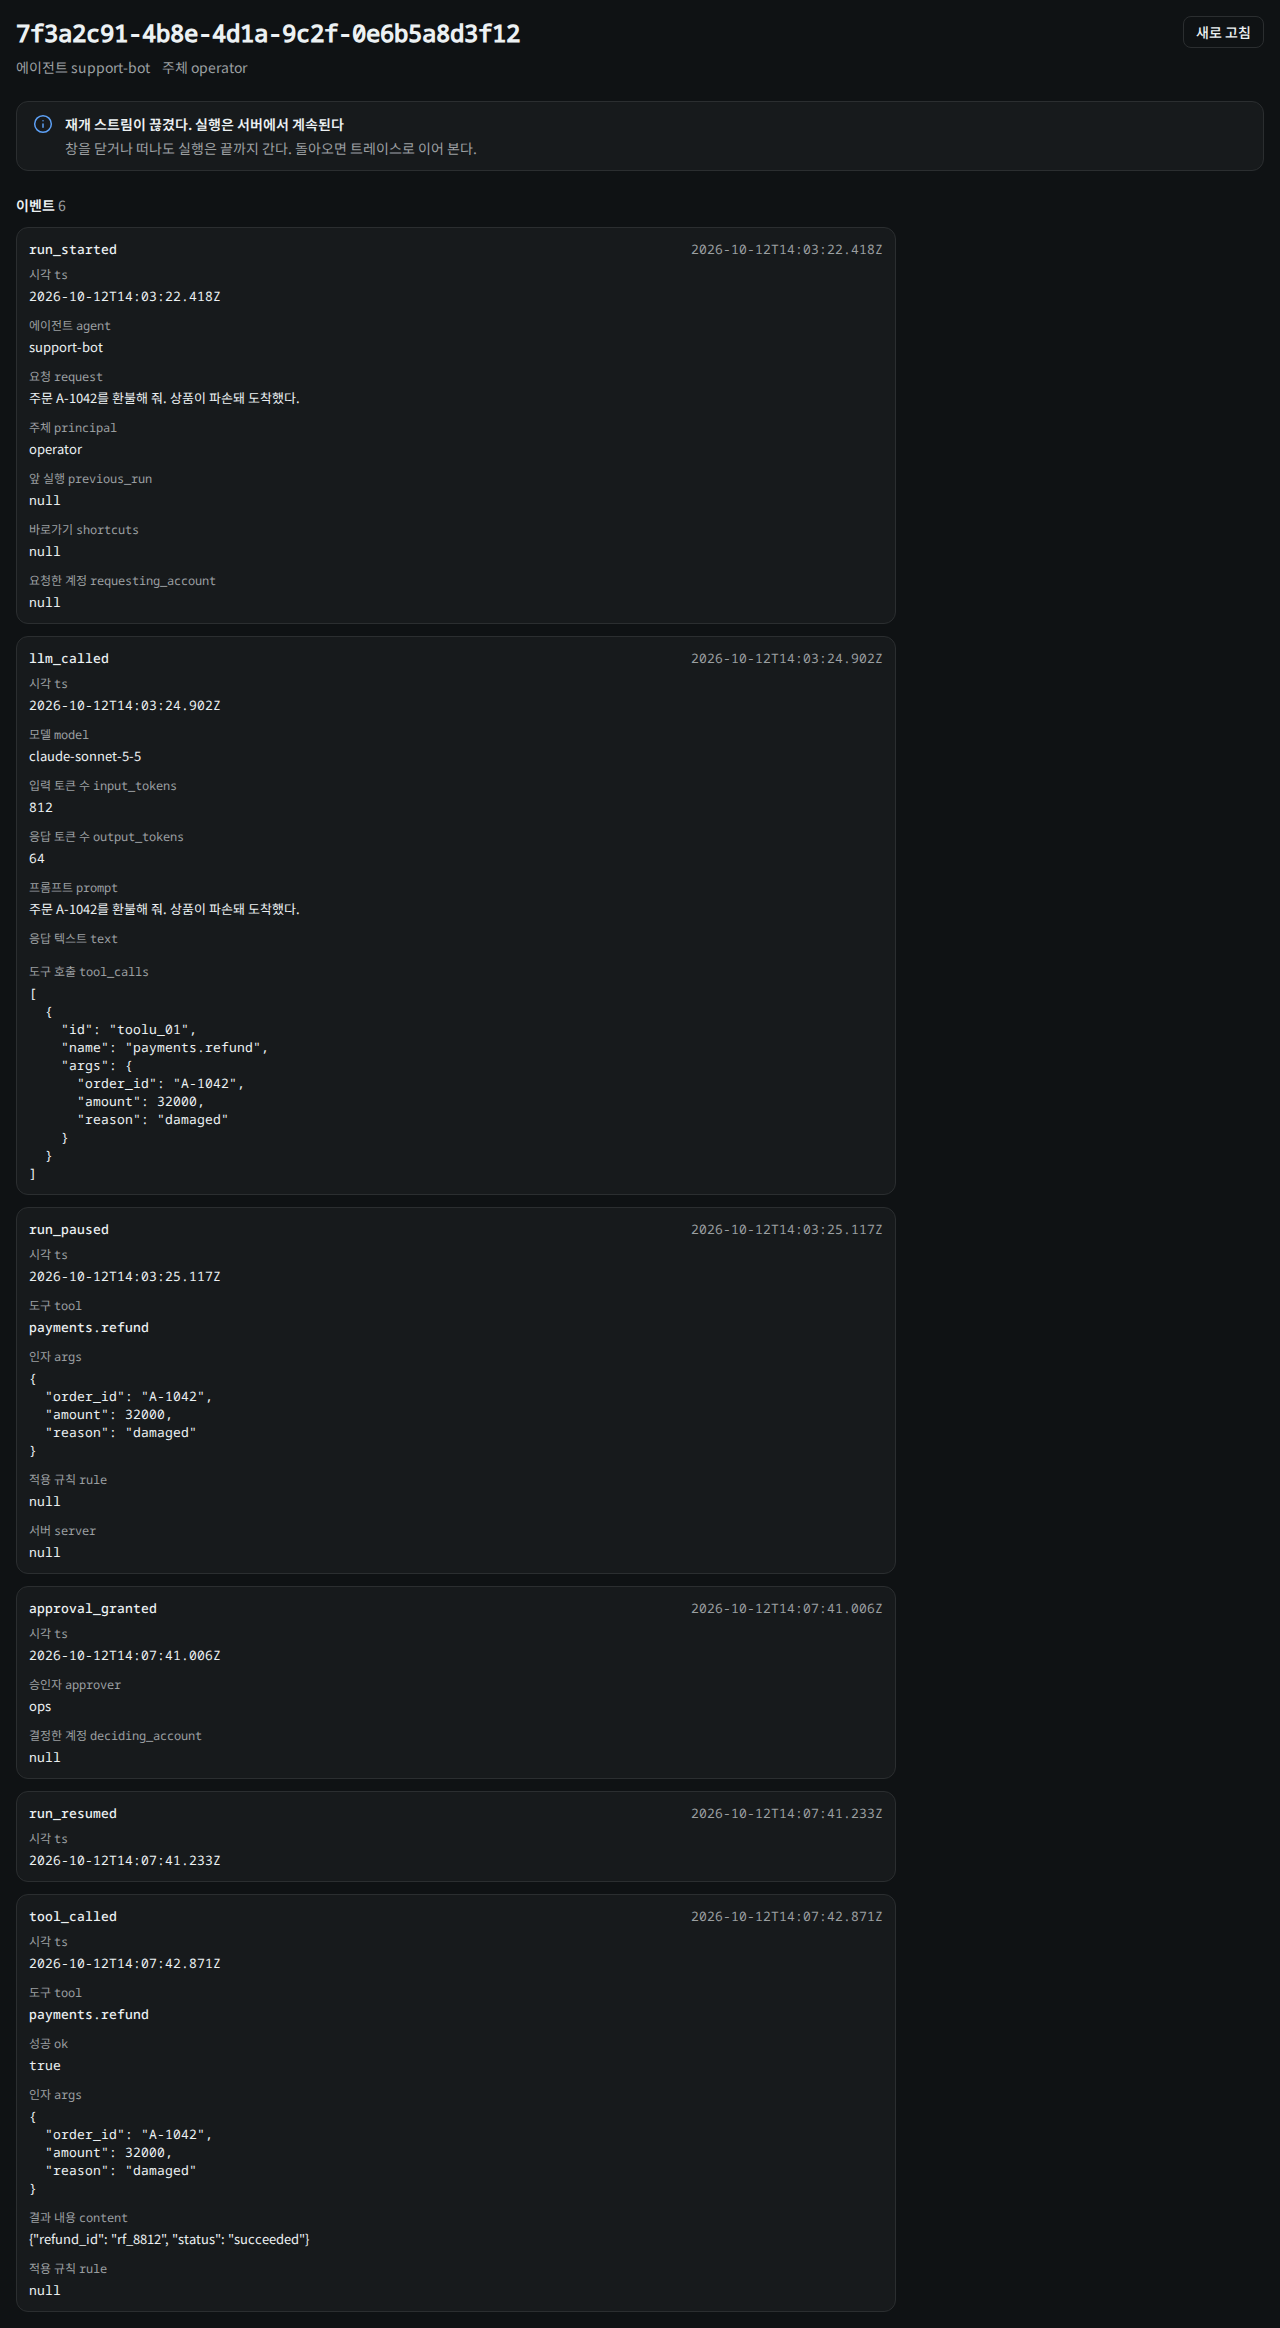 7f3a2c91-4b8e-4d1a-9c2f-0e6b5a8d3f12
새로 고침
에이전트 support-bot 주체 operator
재개 스트림이 끊겼다. 실행은 서버에서 계속된다
창을 닫거나 떠나도 실행은 끝까지 간다. 돌아오면 트레이스로 이어 본다.
이벤트 6
run_started 2026-10-12T14:03:22.418Z
시각 ts
2026-10-12T14:03:22.418Z
에이전트 agent
support-bot
요청 request
주문 A-1042를 환불해 줘. 상품이 파손돼 도착했다.
주체 principal
operator
앞 실행 previous_run
null
바로가기 shortcuts
null
요청한 계정 requesting_account
null
llm_called 2026-10-12T14:03:24.902Z
시각 ts
2026-10-12T14:03:24.902Z
모델 model
claude-sonnet-5-5
입력 토큰 수 input_tokens
812
응답 토큰 수 output_tokens
64
프롬프트 prompt
주문 A-1042를 환불해 줘. 상품이 파손돼 도착했다.
응답 텍스트 text
도구 호출 tool_calls
[
  {
    "id": "toolu_01",
    "name": "payments.refund",
    "args": {
      "order_id": "A-1042",
      "amount": 32000,
      "reason": "damaged"
    }
  }
]
run_paused 2026-10-12T14:03:25.117Z
시각 ts
2026-10-12T14:03:25.117Z
도구 tool
payments.refund
인자 args
{
  "order_id": "A-1042",
  "amount": 32000,
  "reason": "damaged"
}
적용 규칙 rule
null
서버 server
null
approval_granted 2026-10-12T14:07:41.006Z
시각 ts
2026-10-12T14:07:41.006Z
승인자 approver
ops
결정한 계정 deciding_account
null
run_resumed 2026-10-12T14:07:41.233Z
시각 ts
2026-10-12T14:07:41.233Z
tool_called 2026-10-12T14:07:42.871Z
시각 ts
2026-10-12T14:07:42.871Z
도구 tool
payments.refund
성공 ok
true
인자 args
{
  "order_id": "A-1042",
  "amount": 32000,
  "reason": "damaged"
}
결과 내용 content
{"refund_id": "rf_8812", "status": "succeeded"}
적용 규칙 rule
null